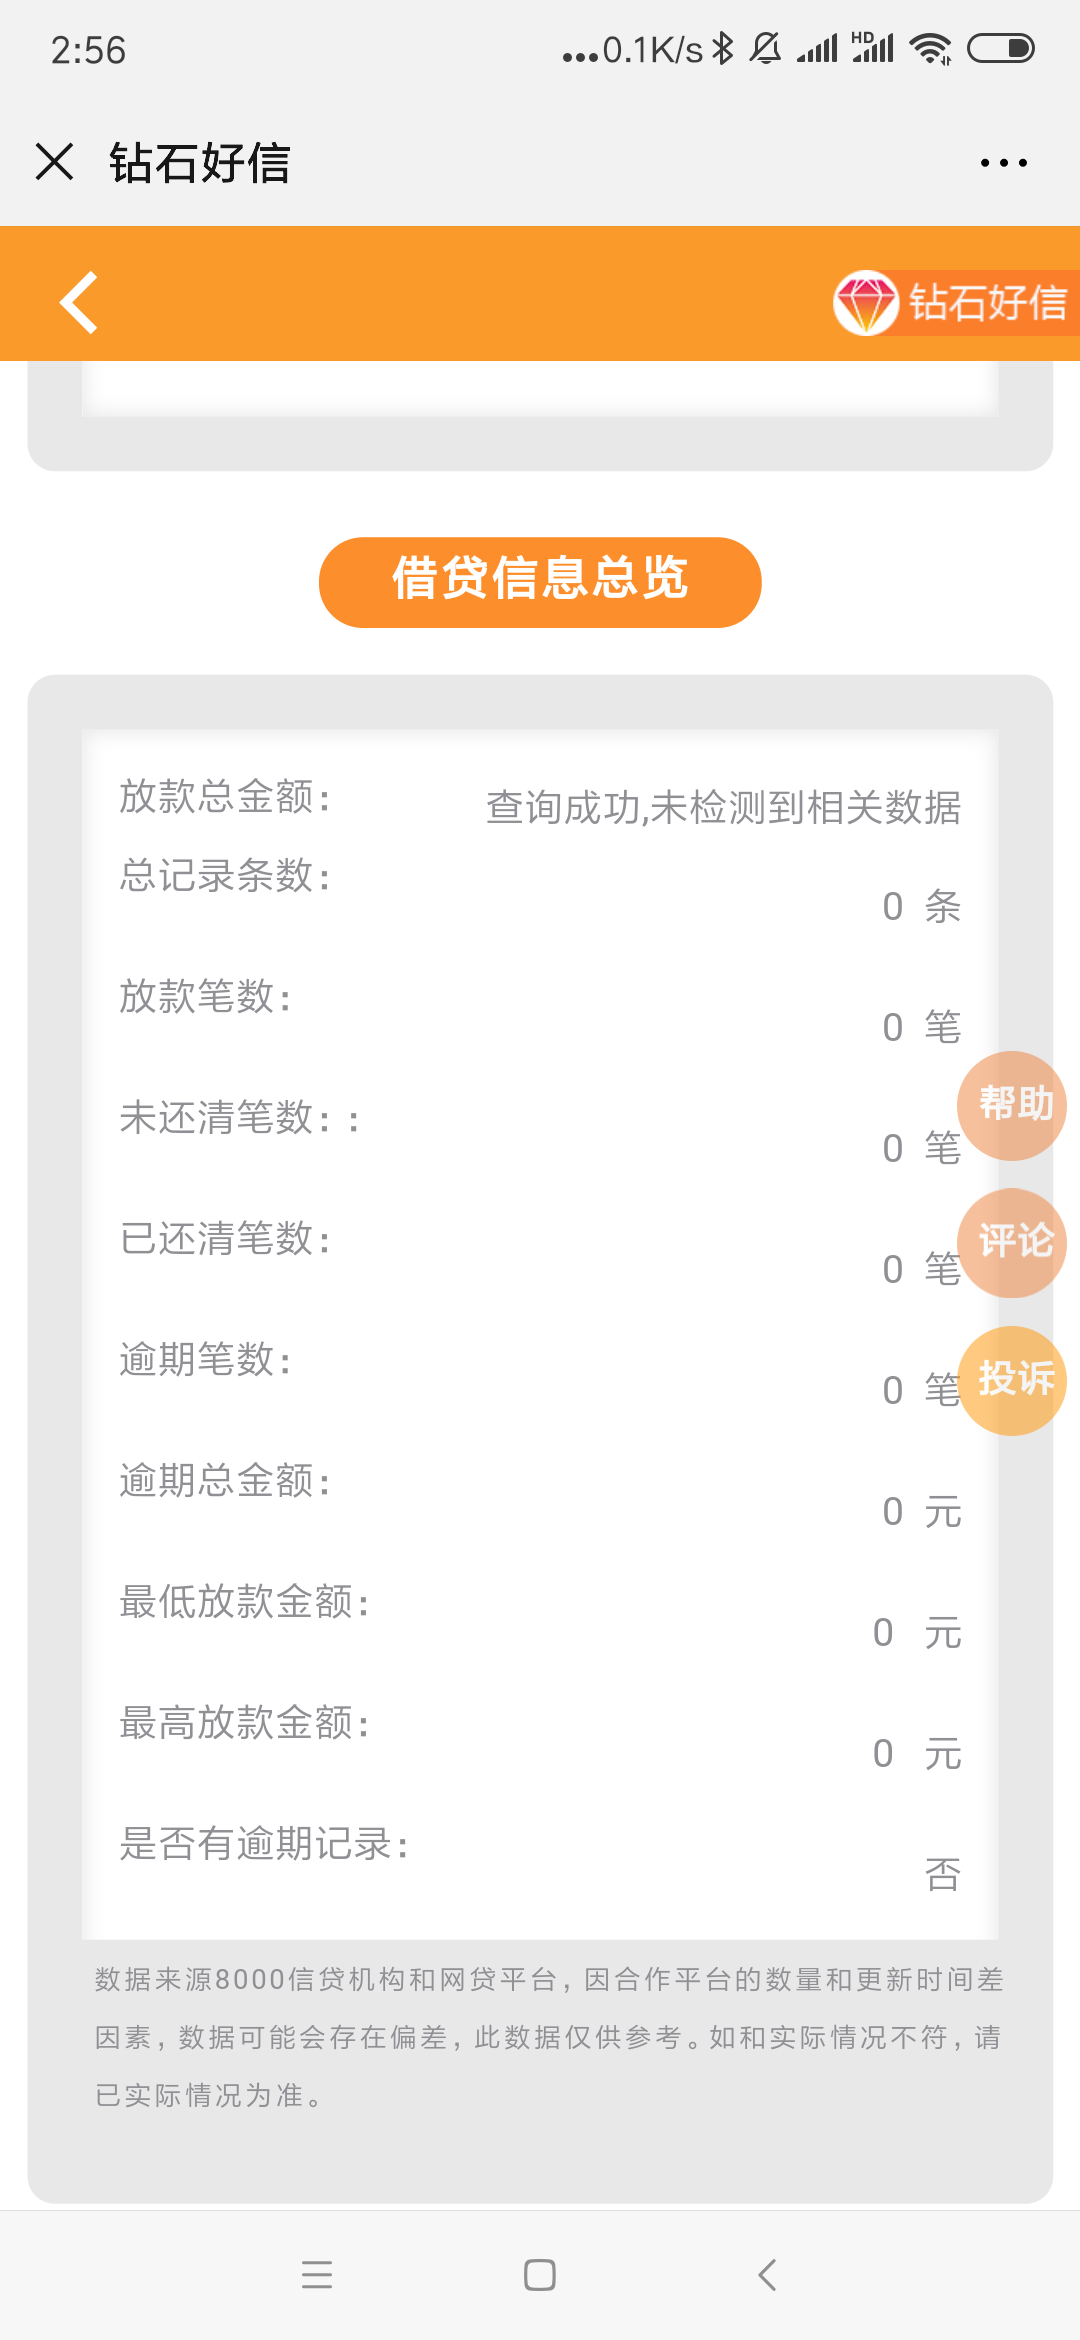 2:56
...0.1K/s HD
钻石好信
钻石好信
借贷信息总览
放款总金额:
查询成功,未检测到相关数据
总记录条数:
0 条
放款笔数:
0 笔
未还清笔数: :
0 笔
帮助
已还清笔数:
0 笔
评论
逾期笔数:
0 笔
投诉
逾期总金额:
0 元
最低放款金额:
0 元
最高放款金额:
0 元
是否有逾期记录:
否
数据来源8000信贷机构和网贷平台，因合作平台的数量和更新时间差
因素，数据可能会存在偏差，此数据仅供参考。如和实际情况不符，请
已实际情况为准。